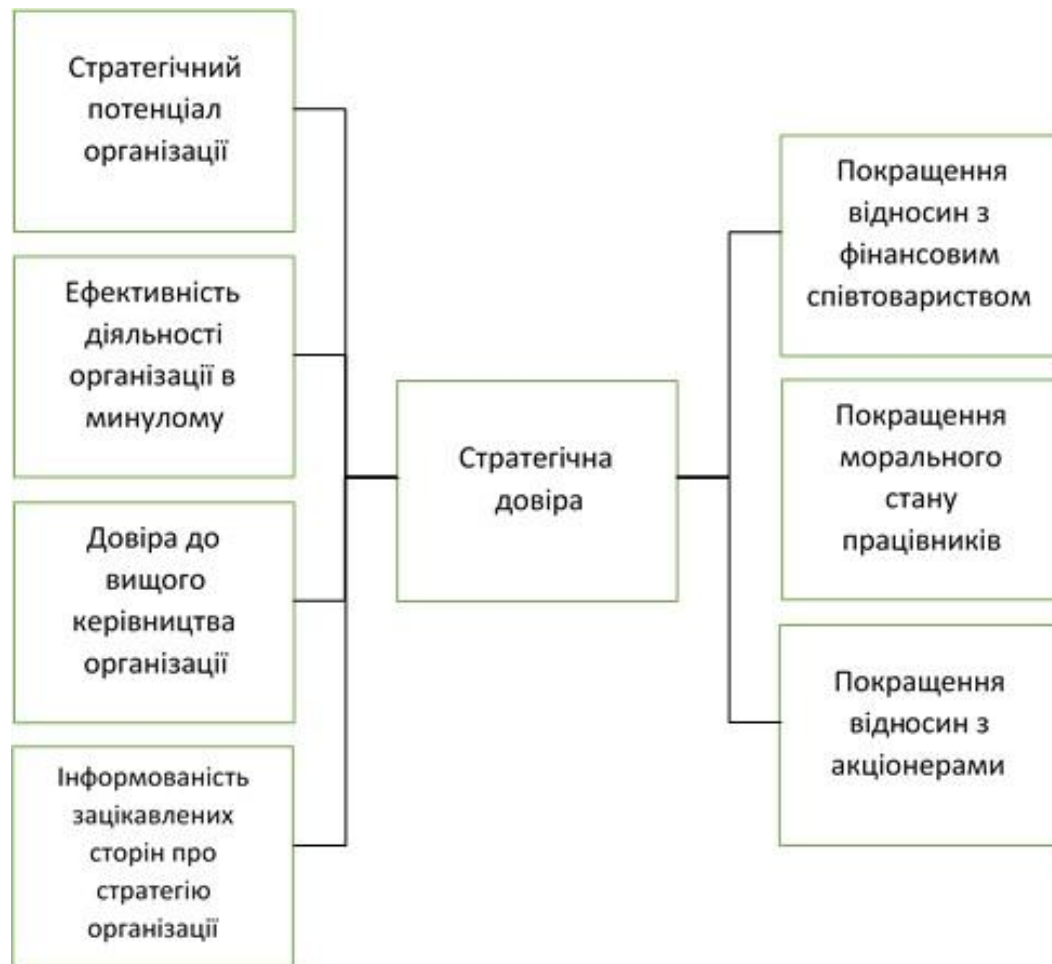 Стратегічний
потенціал
організації
Ефективність
діяльності
організації в
минулому
Довіра до
вищого
керівництва
організації
Інформованість
зацікавлених
сторін про
стратегію
організації
Стратегічна
довіра
Покращення
відносин з
фінансовим
співтовариством
Покращення
морального
стану
працівників
Покращення
відносин з
акціонерами